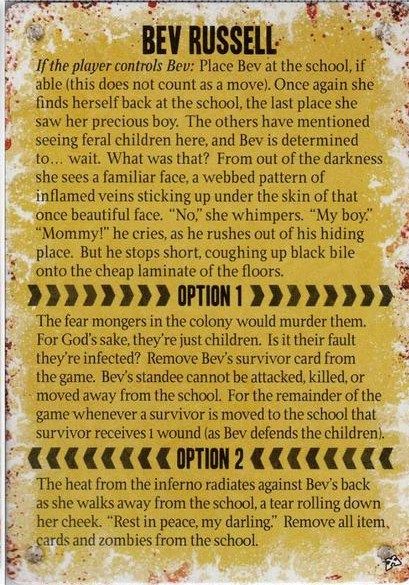 BEV RUSSELL
If the player controls Bev: Place Bev at the school, if
able (this does not count as a move). Once again she
finds herself back at the school, the last place she
saw her precious boy. The others have mentioned
seeing feral children here, and Bev is determined
to... wait. What was that? From out of the darkness
she sees a familiar face, a webbed pattern of
inflamed veins sticking up under the skin of that
once beautiful face. “No,” she whimpers. “My boy.”
“Mommy!” he cries, as he rushes out of his hiding
place. But he stops short, coughing up black bile
onto the cheap laminate of the floors.
OPTION 1
The fear mongers in the colony would murder them.
For God's sake, they're just children. Is it their fault
they're infected? Remove Bev's survivor card from
the game. Bev's standee cannot be attacked, killed, or
moved away from the school. For the remainder of the
game whenever a survivor is moved to the school that
survivor receives 1 wound (as Bev defends the children).
OPTION 2
The heat from the inferno radiates against Bev's back
as she walks away from the school, a tear rolling down
her cheek. “Rest in peace, my darling.” Remove all item
cards and zombies from the school.